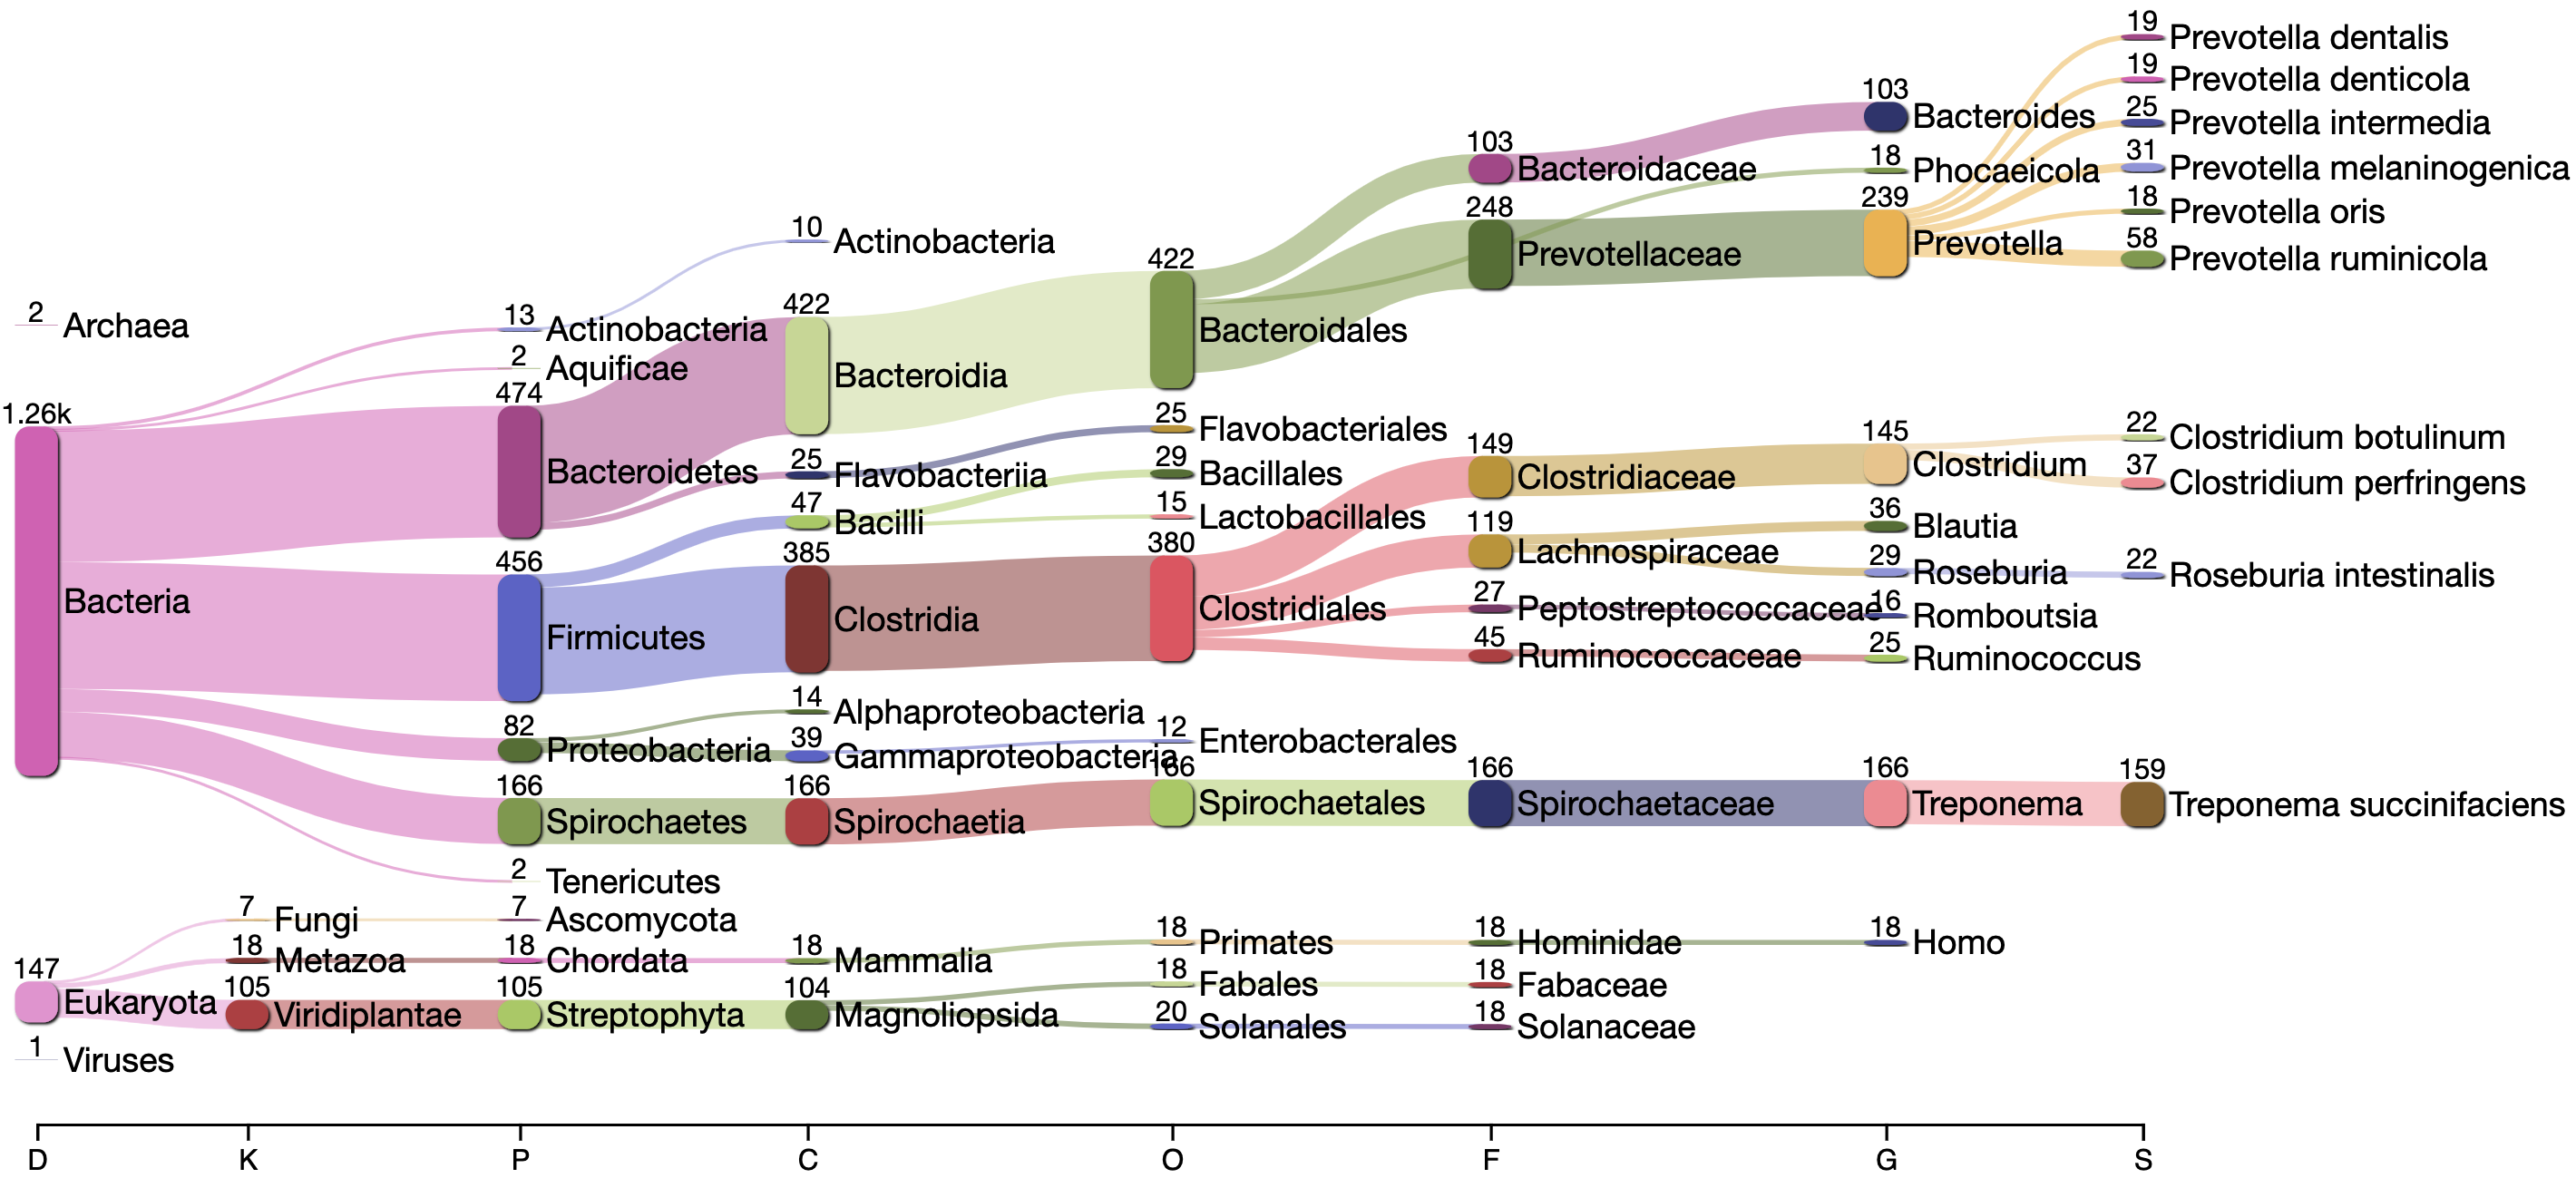 2 Archaea
1.26k Bacteria
147 Eukaryota
1 Viruses
7 Fungi
18 Metazoa
105 Viridiplantae
13 Actinobacteria
2 Aquificae
474 Bacteroidetes
456 Firmicutes
82 Proteobacteria
166 Spirochaetes
2 Tenericutes
7 Ascomycota
18 Chordata
105 Streptophyta
10 Actinobacteria
422 Bacteroidia
25 Flavobacteriia
47 Bacilli
385 Clostridia
14 Alphaproteobacteria
39 Gammaproteobacteria
166 Spirochaetia
18 Mammalia
104 Magnoliopsida
422 Bacteroidales
25 Flavobacteriales
29 Bacillales
15 Lactobacillales
380 Clostridiales
12 Enterobacterales
166 Spirochaetales
18 Primates
18 Fabales
20 Solanales
103 Bacteroidaceae
248 Prevotellaceae
149 Clostridiaceae
119 Lachnospiraceae
27 Peptostreptococcaceae
45 Ruminococcaceae
166 Spirochaetaceae
18 Hominidae
18 Fabaceae
18 Solanaceae
103 Bacteroides
18 Phocaeicola
239 Prevotella
145 Clostridium
36 Blautia
29 Roseburia
16 Romboutsia
25 Ruminococcus
166 Treponema
18 Homo
19 Prevotella dentalis
19 Prevotella denticola
25 Prevotella intermedia
31 Prevotella melaninogenica
18 Prevotella oris
58 Prevotella ruminicola
22 Clostridium botulinum
37 Clostridium perfringens
22 Roseburia intestinalis
159 Treponema succinifaciens
D K P C O F G S